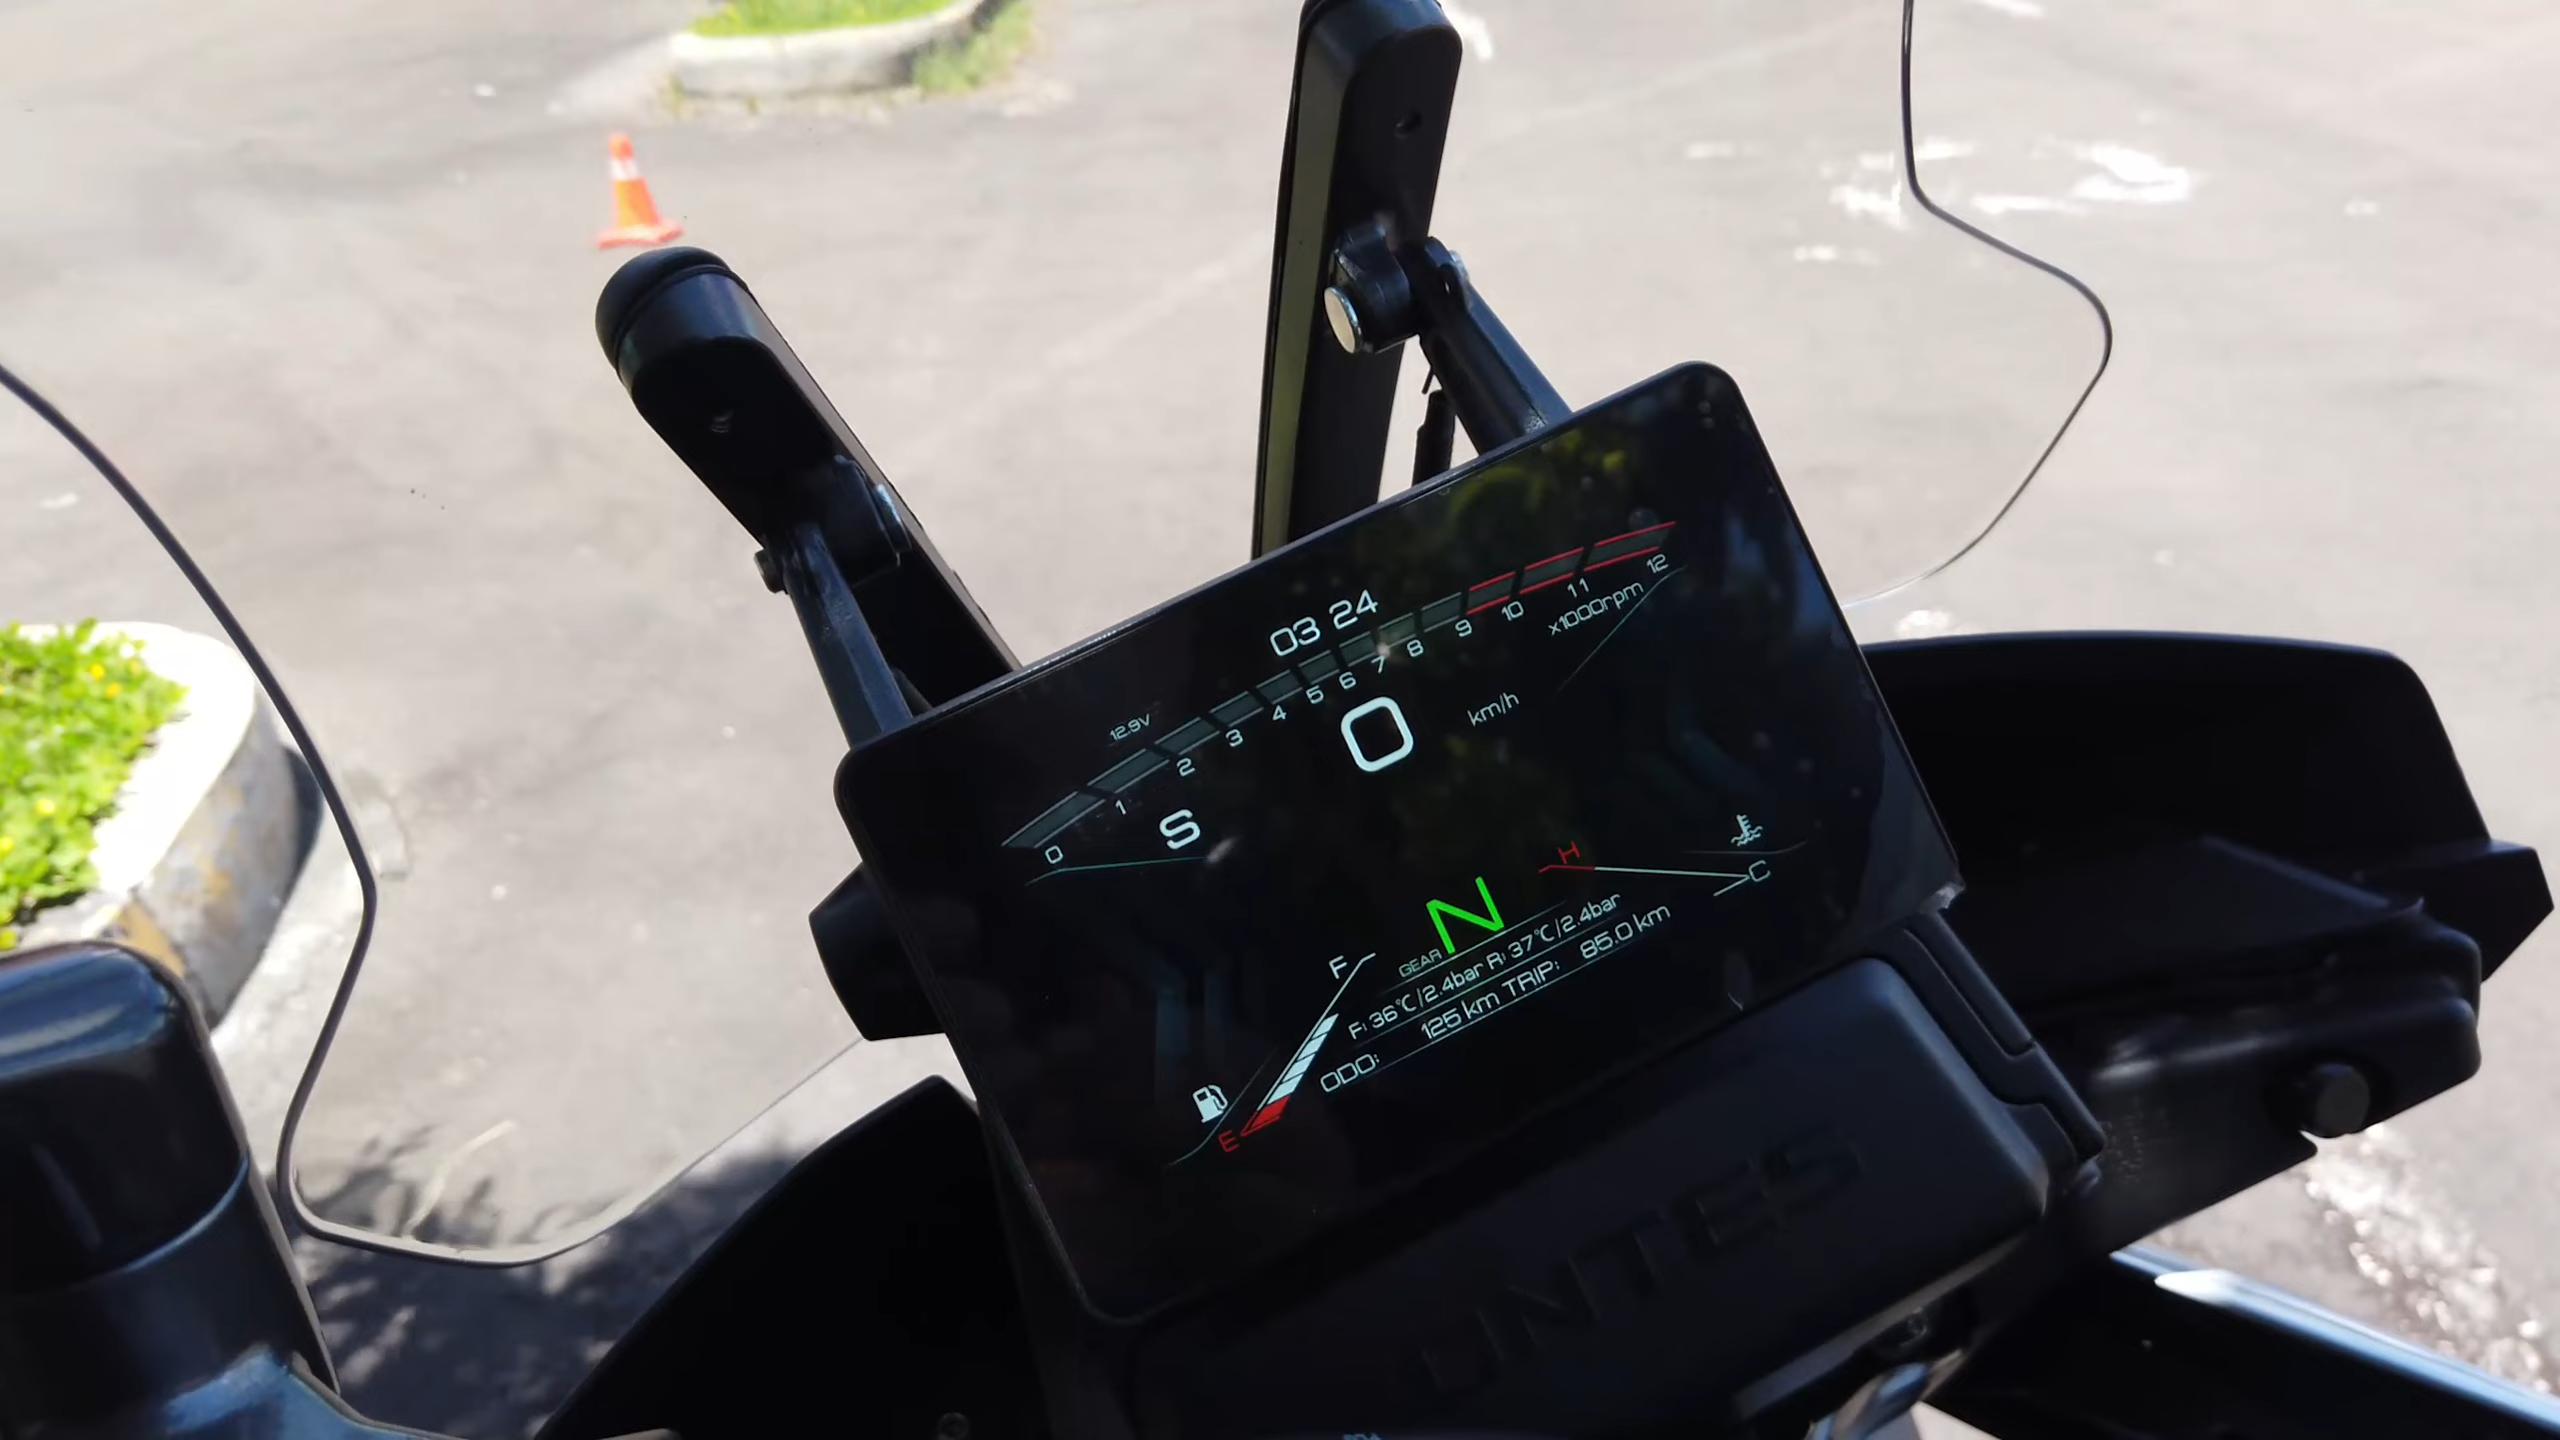 03 24
12.9V
0 1 2 3 4 5 6 7 8 9 10 11 12
x1000rpm
0 km/h
S
H
C
GEAR N
F
F: 36℃/2.4bar R: 37℃/2.4bar
ODO: 125 km TRIP: 85.0 km
E